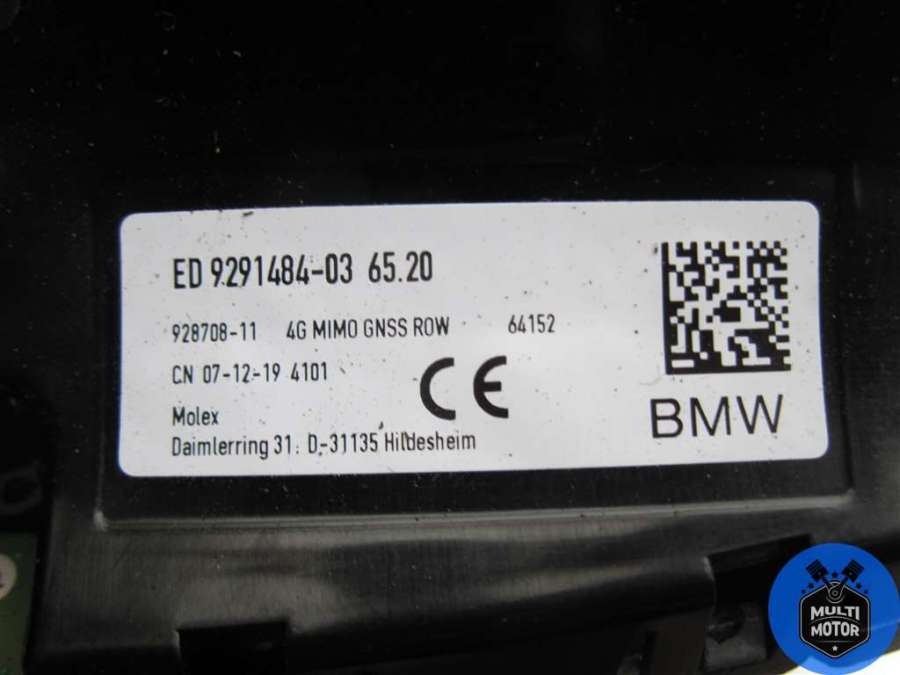 ED 9291484-03 65.20
928708-11 4G MIMO GNSS ROW 64152
CN 07-12-19 4101
CE
Molex
Daimlerring 31. D-31135 Hildesheim
BMW
MULTI
MOTOR